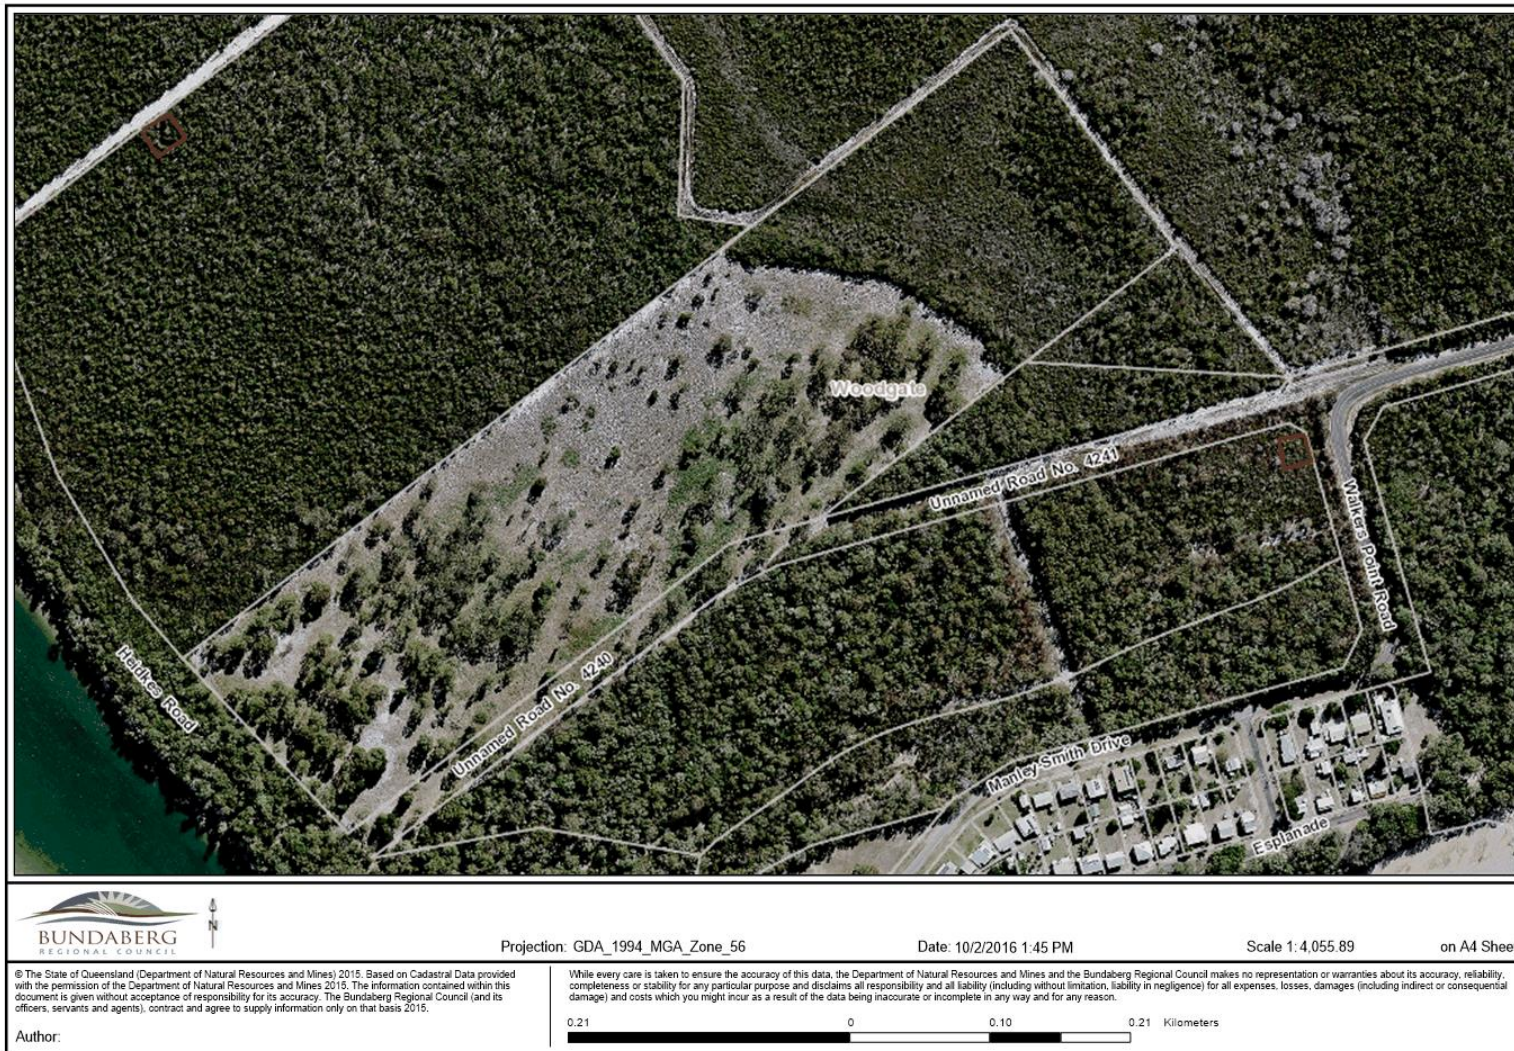 Woodgate
Unnamed Road No. 4241
Walkers Point Road
Unnamed Road No. 4240
Heidkes Road
Manley Smith Drive
Esplanade
BUNDABERG
REGIONAL COUNCIL
N
Projection: GDA_1994_MGA_Zone_56
Date: 10/2/2016 1:45 PM
Scale 1:4,055.89
on A4 Sheet
© The State of Queensland (Department of Natural Resources and Mines) 2015. Based on Cadastral Data provided
with the permission of the Department of Natural Resources and Mines 2015. The information contained within this
document is given without acceptance of responsibility for its accuracy. The Bundaberg Regional Council (and its
officers, servants and agents), contract and agree to supply information only on that basis 2015.
Author:
While every care is taken to ensure the accuracy of this data, the Department of Natural Resources and Mines and the Bundaberg Regional Council makes no representation or warranties about its accuracy, reliability,
completeness or stability for any particular purpose and disclaims all responsibility and all liability (including without limitation, liability in negligence) for all expenses, losses, damages (including indirect or consequential
damage) and costs which you might incur as a result of the data being inaccurate or incomplete in any way and for any reason.
0.21 0 0.10 0.21 Kilometers